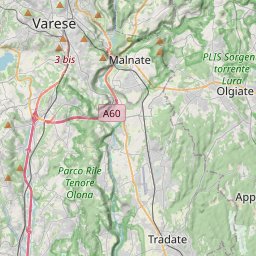 Varese
3 bis
Malnate
PLIS Sorgenti
torrente
Lura
Olgiate
A60
Parco Rile
Tenore
Olona
App
Tradate